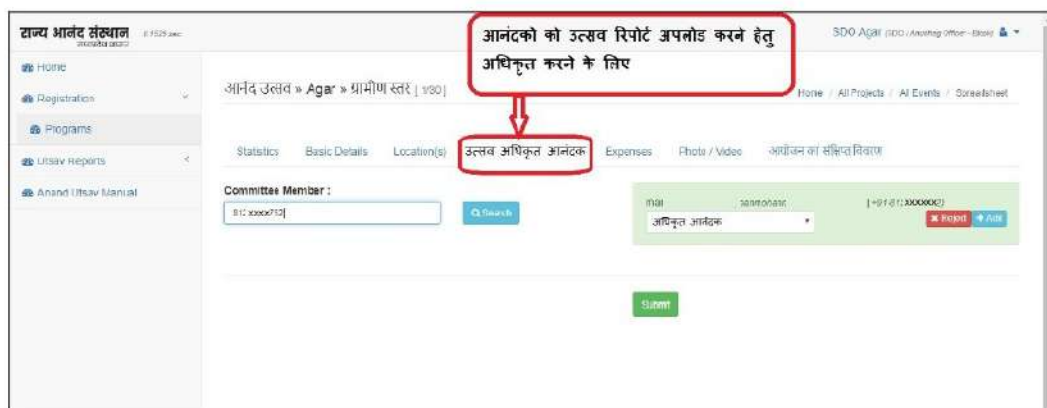 राज्य आनंद संस्थान
आनंदको को उत्सव रिपोर्ट अपलोड करने हेतु
अधिकृत करने के लिए
SDO Agar
Home
Registration
Programs
Utsav Reports
Anand Utsav Manual
आनंद उत्सव » Agar » ग्रामीण स्तर [ 1/30 ]
Home / All Projects / All Events / Spreadsheet
Statistics Basic Details Location(s) उत्सव अधिकृत आनंदक Expenses Photo / Video आयोजन का संक्षिप्त विवरण
Committee Member :
Search
अधिकृत आनंदक
Reject Add
Submit